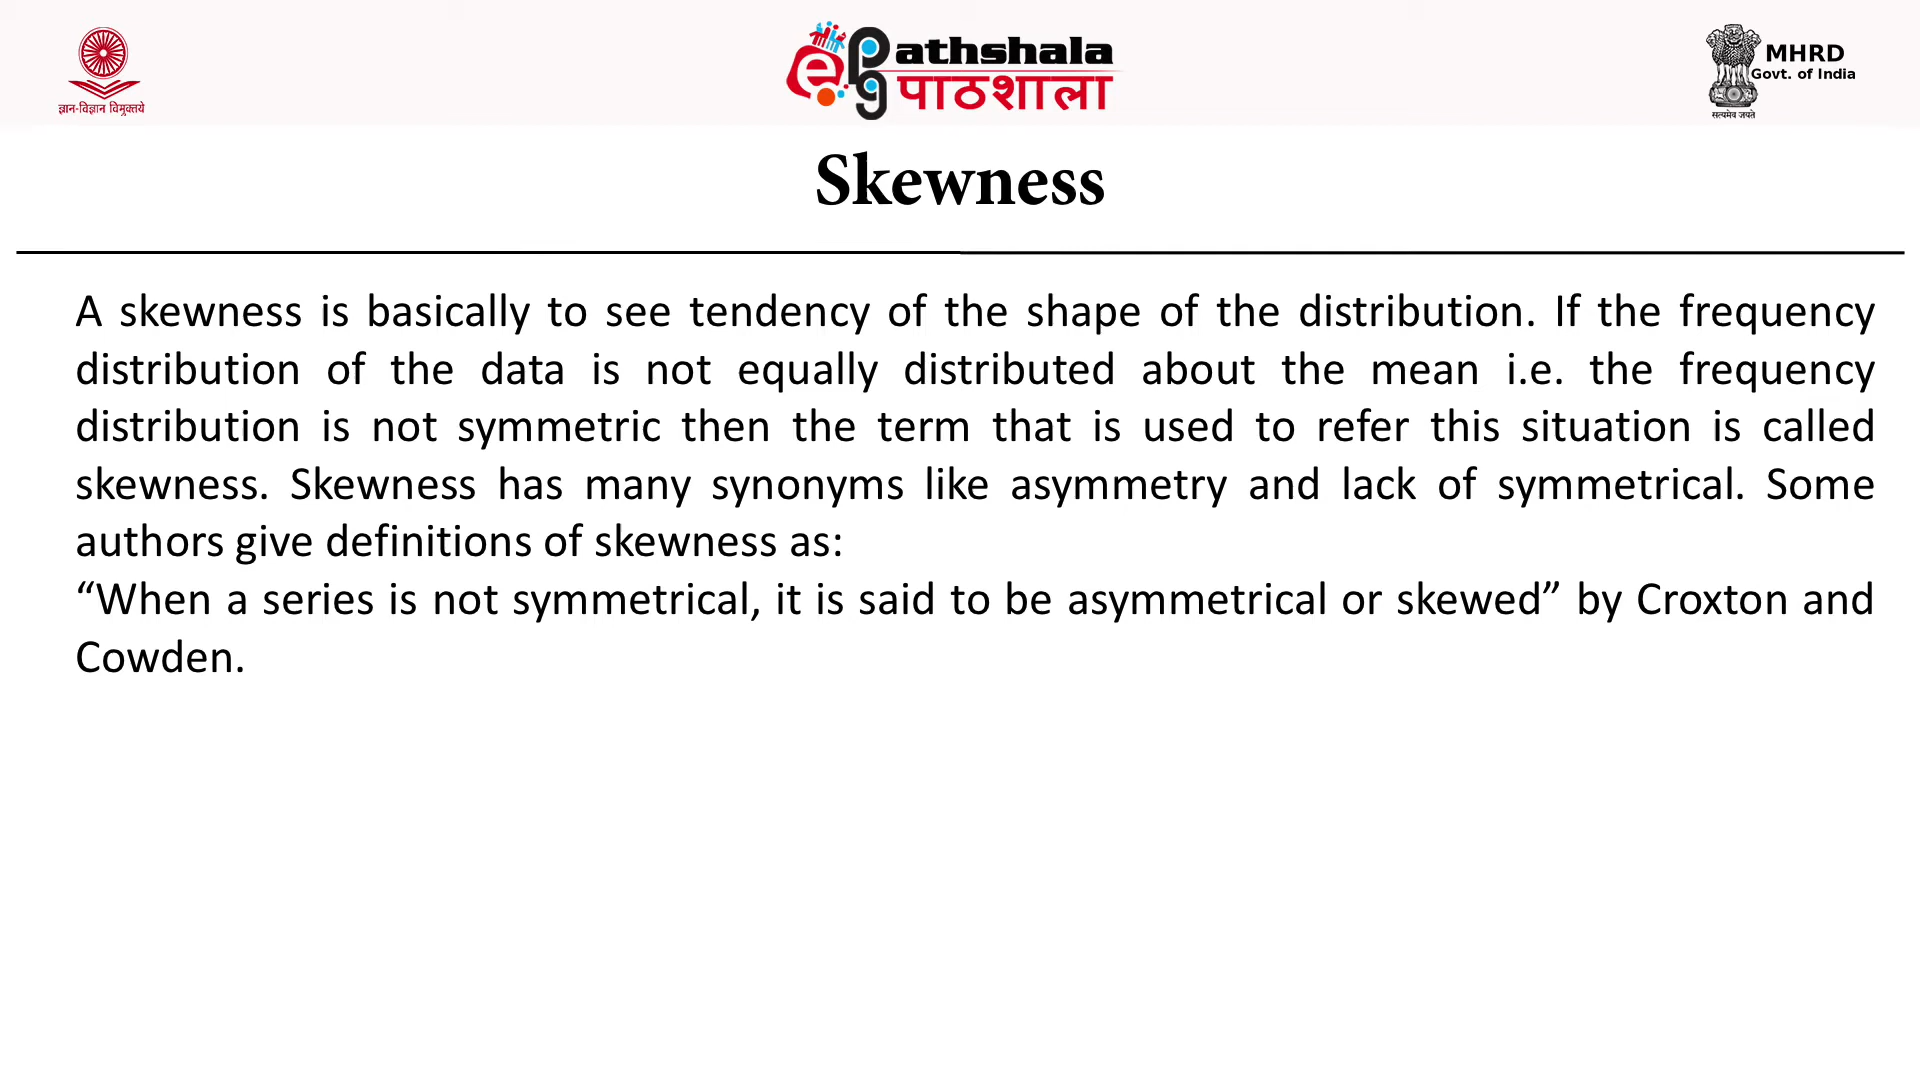 ज्ञान-विज्ञान विमुक्तये
athshala
पाठशाला
MHRD
Govt. of India
सत्यमेव जयते
Skewness
A skewness is basically to see tendency of the shape of the distribution. If the frequency
distribution of the data is not equally distributed about the mean i.e. the frequency
distribution is not symmetric then the term that is used to refer this situation is called
skewness. Skewness has many synonyms like asymmetry and lack of symmetrical. Some
authors give definitions of skewness as:
“When a series is not symmetrical, it is said to be asymmetrical or skewed” by Croxton and
Cowden.